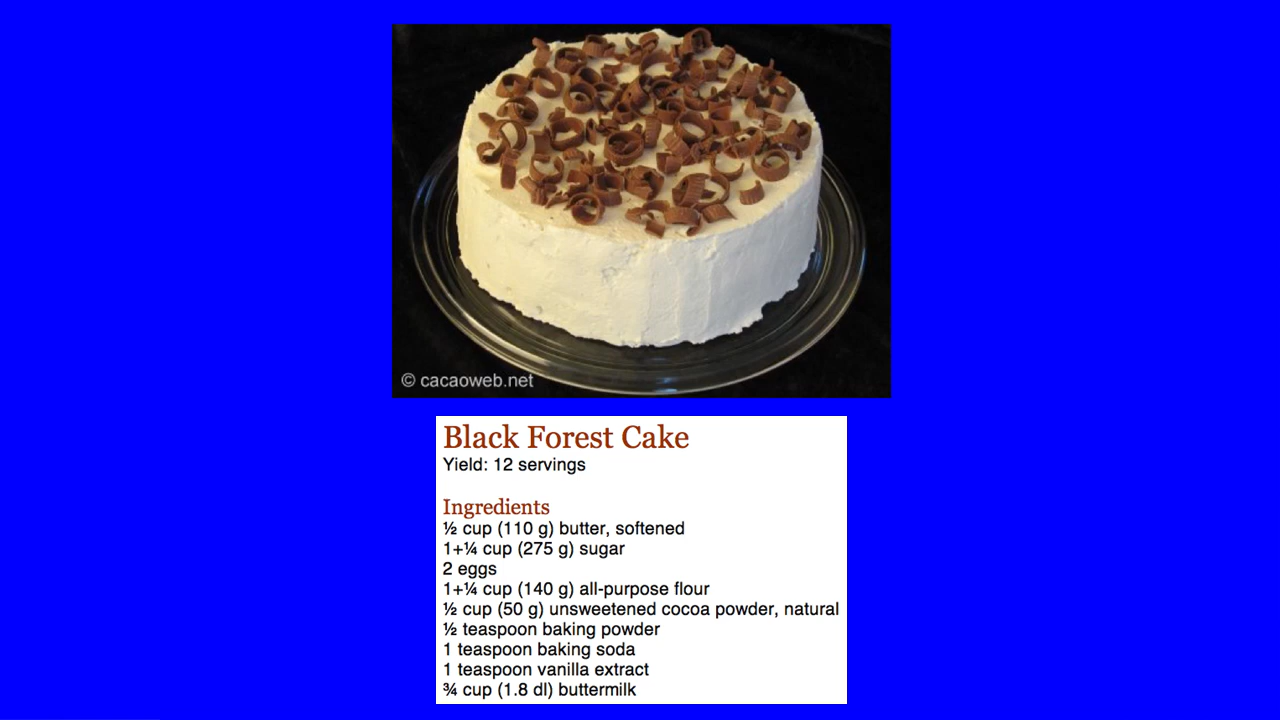 © cacaoweb.net
Black Forest Cake
Yield: 12 servings
Ingredients
½ cup (110 g) butter, softened
1+¼ cup (275 g) sugar
2 eggs
1+¼ cup (140 g) all-purpose flour
½ cup (50 g) unsweetened cocoa powder, natural
½ teaspoon baking powder
1 teaspoon baking soda
1 teaspoon vanilla extract
¾ cup (1.8 dl) buttermilk